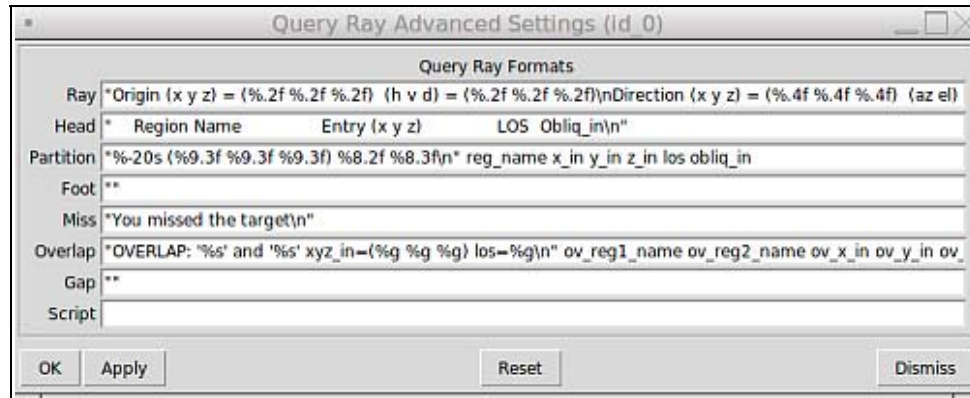 Query Ray Advanced Settings (id_0)
Query Ray Formats
Ray "Origin (x y z) = (%.2f %.2f %.2f)  (h v d) = (%.2f %.2f %.2f)\nDirection (x y z) = (%.4f %.4f %.4f)  (az el)
Head "    Region Name               Entry (x y z)              LOS  Obliq_in\n"
Partition "%-20s (%9.3f %9.3f %9.3f) %8.2f %8.3f\n" reg_name x_in y_in z_in los obliq_in
Foot ""
Miss "You missed the target\n"
Overlap "OVERLAP: '%s' and '%s' xyz_in=(%g %g %g) los=%g\n" ov_reg1_name ov_reg2_name ov_x_in ov_y_in ov_
Gap ""
Script
OK Apply Reset Dismiss